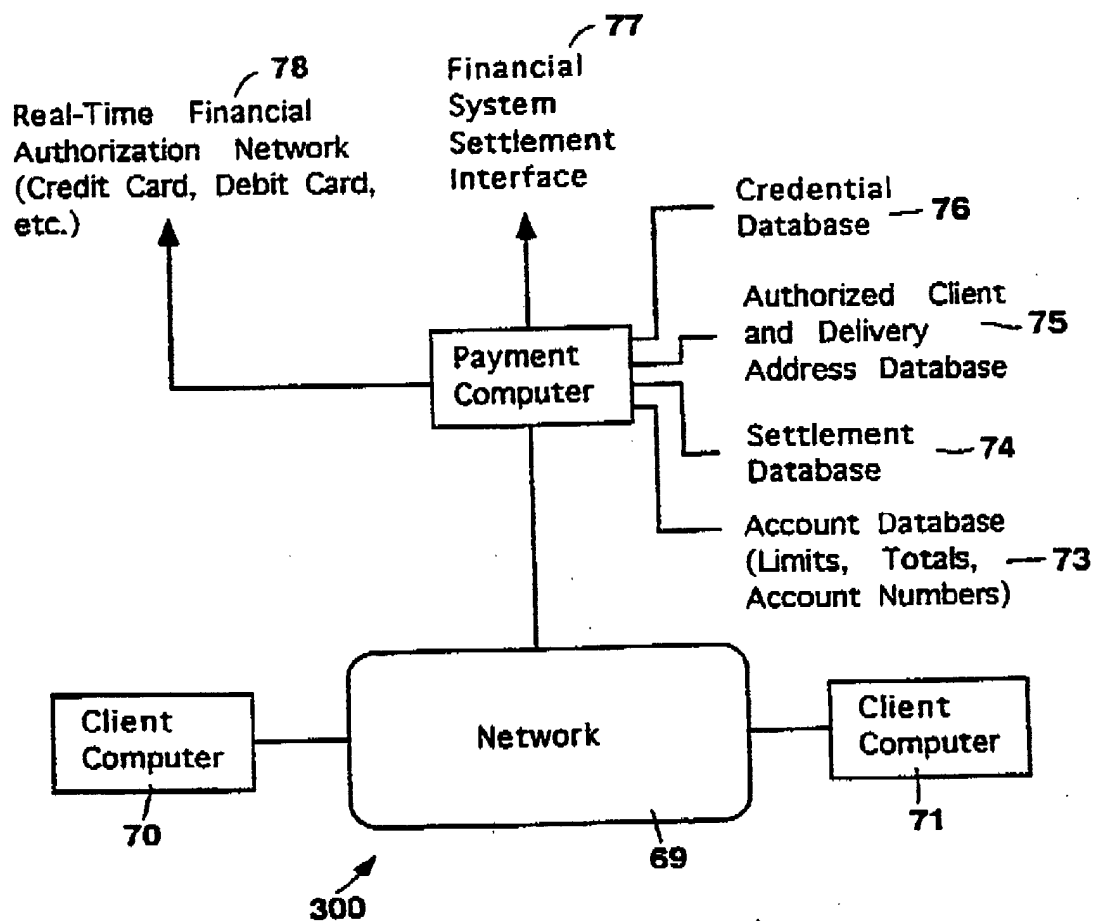 77
78
Financial
System
Settlement
Interface
Real-Time Financial
Authorization Network
(Credit Card, Debit Card,
etc.)
Credential
Database
76
Authorized Client
and Delivery
Address Database
75
Payment
Computer
Settlement
Database
74
Account Database
(Limits, Totals,
Account Numbers)
73
Client
Computer
70
Network
69
Client
Computer
71
300